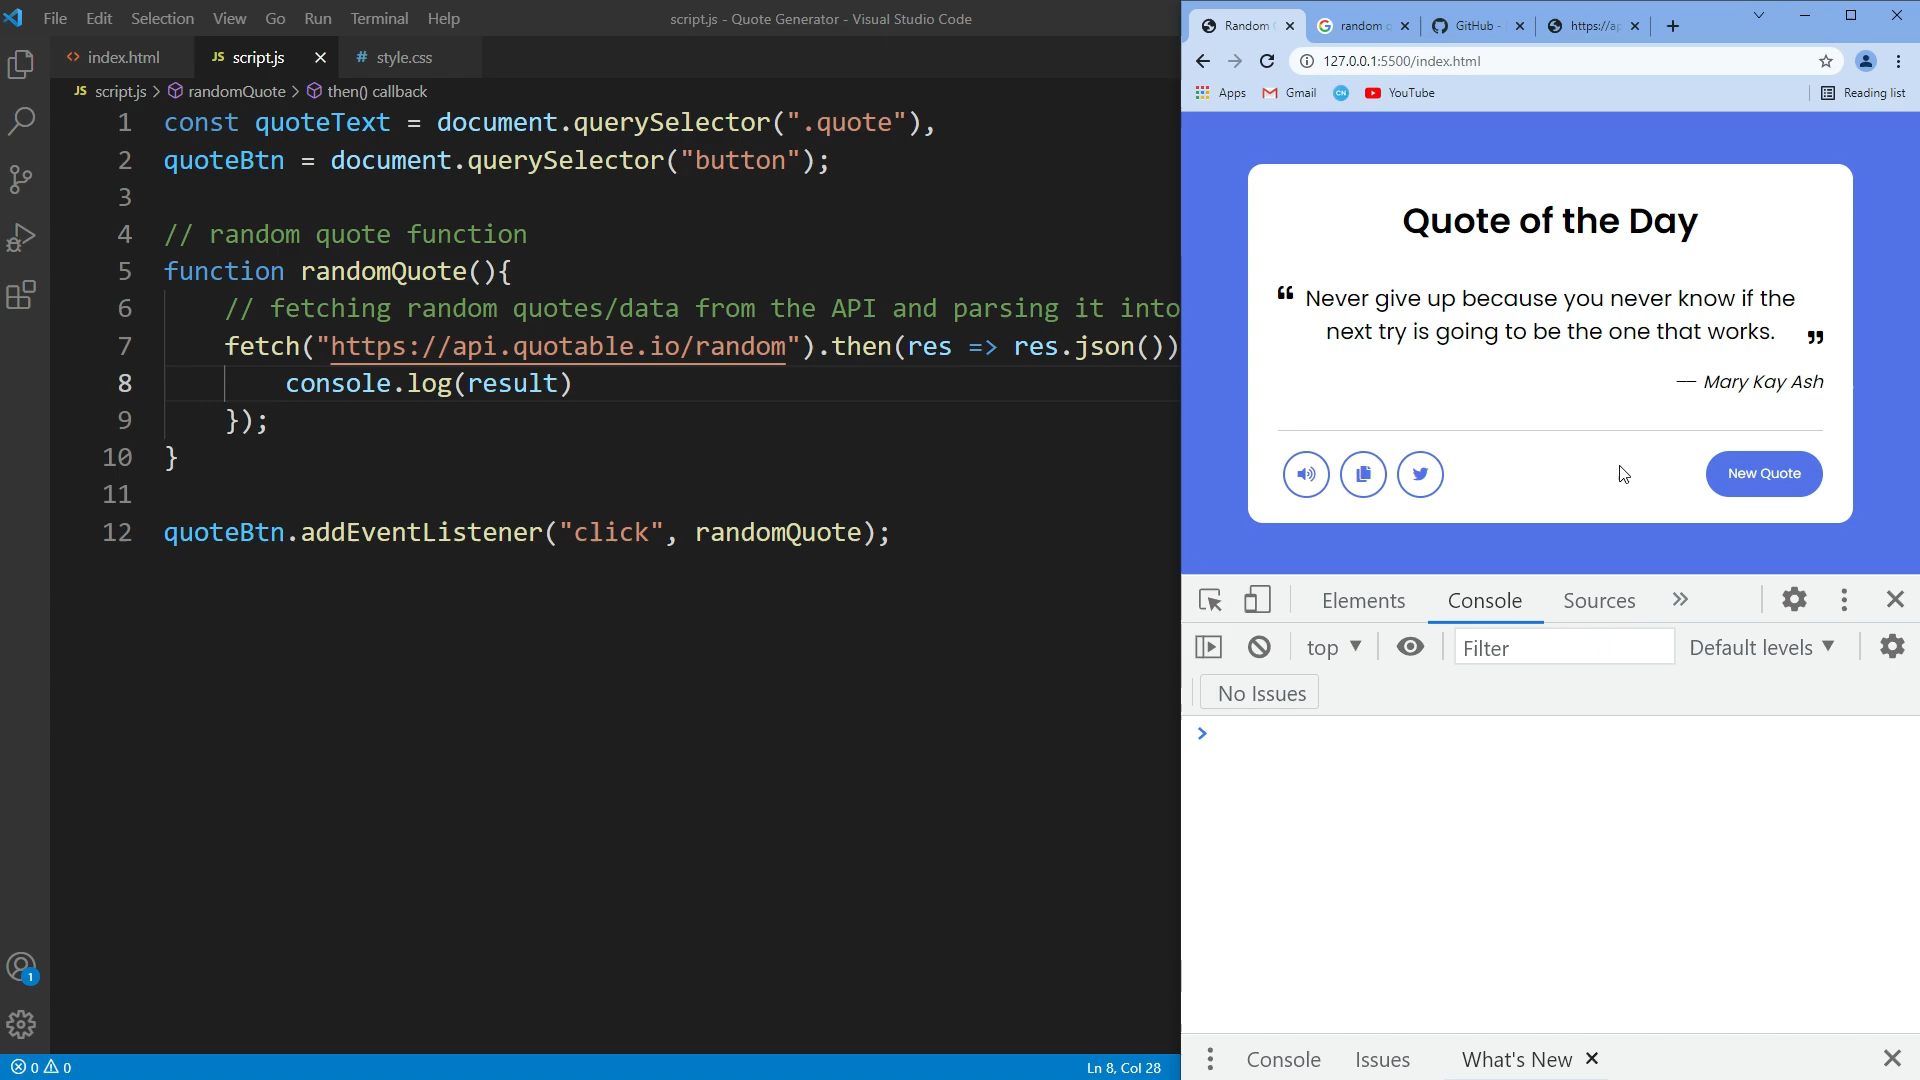 File Edit Selection View Go Run Terminal Help
script.js - Quote Generator - Visual Studio Code
index.html
JS script.js
# style.css
JS script.js > randomQuote > then() callback
1 const quoteText = document.querySelector(".quote"),
2 quoteBtn = document.querySelector("button");
3
4 // random quote function
5 function randomQuote(){
6 // fetching random quotes/data from the API and parsing it into
7 fetch("https://api.quotable.io/random").then(res => res.json())
8 console.log(result)
9 });
10 }
11
12 quoteBtn.addEventListener("click", randomQuote);
1
0 0
Ln 8, Col 28
Random
random
GitHub -
https://ap
127.0.0.1:5500/index.html
Apps
Gmail
CN
YouTube
Reading list
Quote of the Day
“ Never give up because you never know if the
next try is going to be the one that works. ”
— Mary Kay Ash
New Quote
Elements Console Sources »
top
Filter
Default levels
No Issues
>
Console Issues What's New